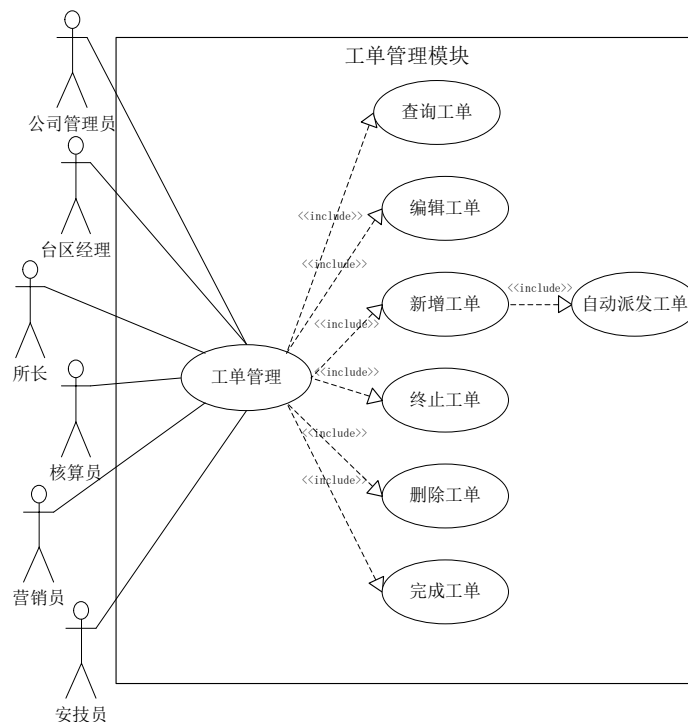 工单管理模块
公司管理员
台区经理
所长
核算员
营销员
安技员
工单管理
<<include>>
查询工单
<<include>>
编辑工单
<<include>>
新增工单
<<include>>
自动派发工单
<<include>>
终止工单
<<include>>
删除工单
<<include>>
完成工单